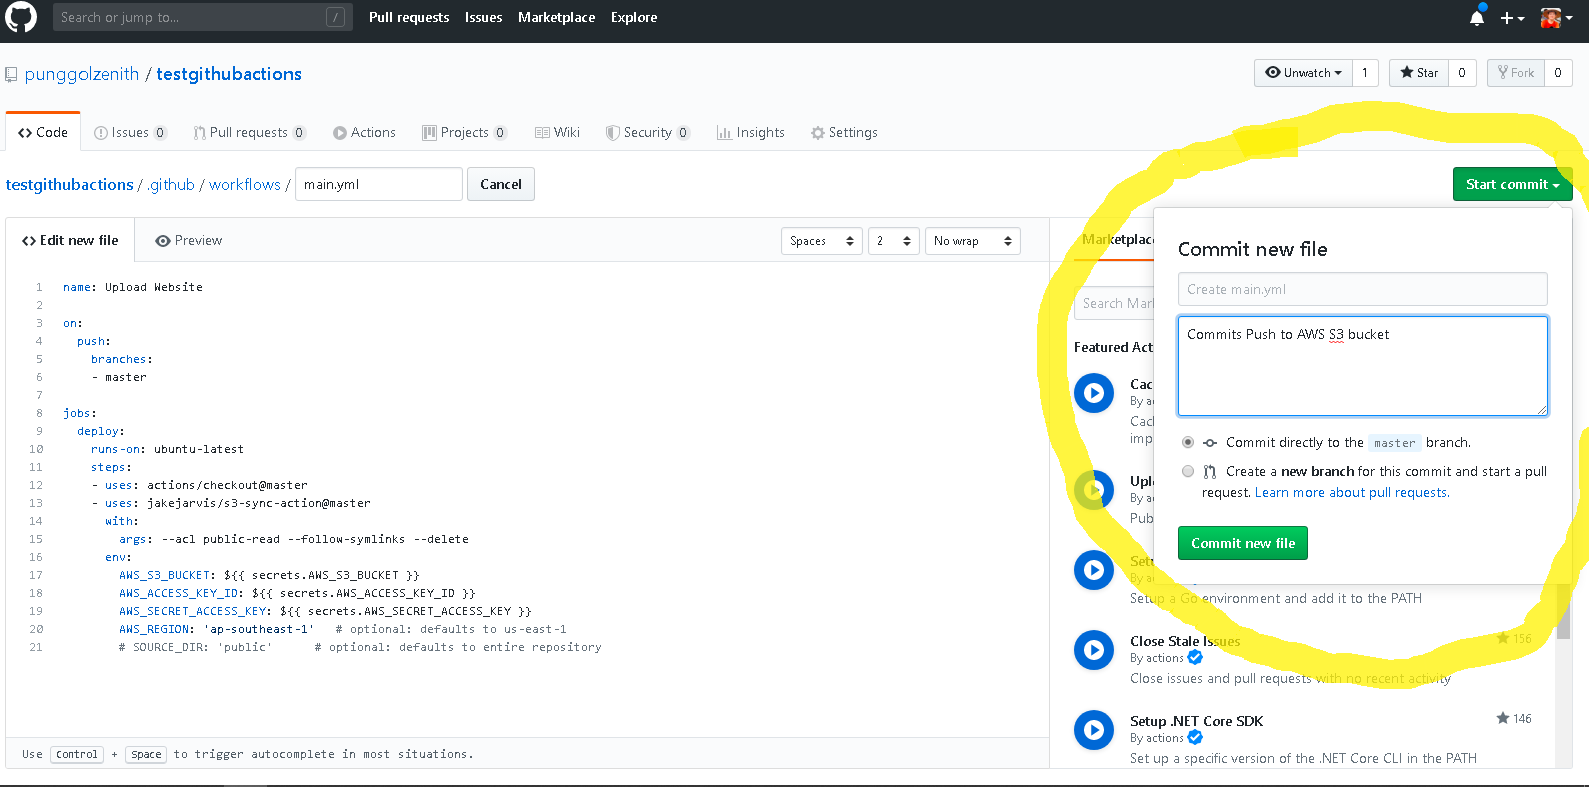 Search or jump to... /
Pull requests Issues Marketplace Explore
punggolzenith / testgithubactions
Unwatch 1 Star 0 Fork 0
Code Issues 0 Pull requests 0 Actions Projects 0 Wiki Security 0 Insights Settings
testgithubactions / .github / workflows / main.yml Cancel
Start commit
Edit new file Preview
Spaces 2 No wrap
1 name: Upload Website
2
3 on:
4 push:
5 branches:
6 - master
7
8 jobs:
9 deploy:
10 runs-on: ubuntu-latest
11 steps:
12 - uses: actions/checkout@master
13 - uses: jakejarvis/s3-sync-action@master
14 with:
15 args: --acl public-read --follow-symlinks --delete
16 env:
17 AWS_S3_BUCKET: ${{ secrets.AWS_S3_BUCKET }}
18 AWS_ACCESS_KEY_ID: ${{ secrets.AWS_ACCESS_KEY_ID }}
19 AWS_SECRET_ACCESS_KEY: ${{ secrets.AWS_SECRET_ACCESS_KEY }}
20 AWS_REGION: 'ap-southeast-1' # optional: defaults to us-east-1
21 # SOURCE_DIR: 'public' # optional: defaults to entire repository
Use Control + Space to trigger autocomplete in most situations.
Marketplace
Search Mar
Featured Act
Cac
By a
Cac
imp
Upl
By a
Pub
Set
By a
Setup a Go environment and add it to the PATH
Close Stale Issues 156
By actions
Close issues and pull requests with no recent activity
Setup .NET Core SDK 146
By actions
Set up a specific version of the .NET Core CLI in the PATH
Commit new file
Create main.yml
Commits Push to AWS S3 bucket
Commit directly to the master branch.
Create a new branch for this commit and start a pull
request. Learn more about pull requests.
Commit new file